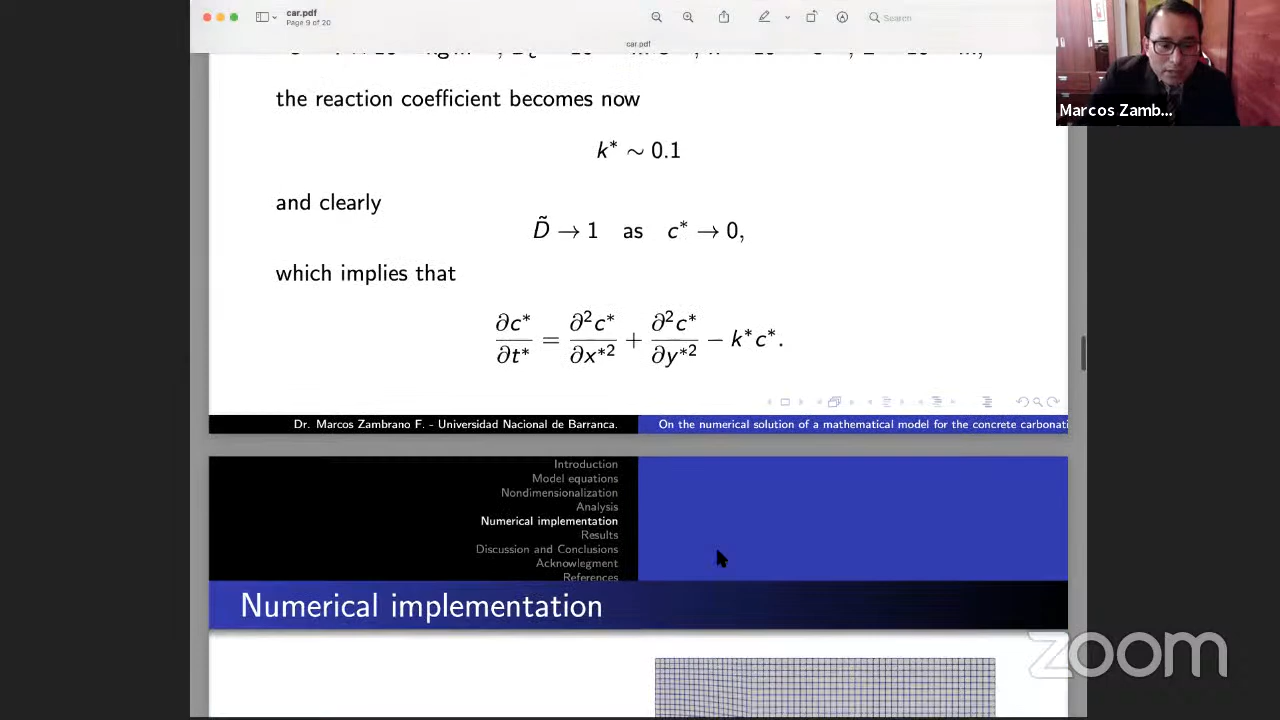 car.pdf
Page 9 of 20
Search
car.pdf
Marcos Zamb...
the reaction coefficient becomes now
k* ∼ 0.1
and clearly
D̃ → 1 as c* → 0,
which implies that
∂c*/∂t* = ∂²c*/∂x*² + ∂²c*/∂y*² − k*c*.
Dr. Marcos Zambrano F. - Universidad Nacional de Barranca.
On the numerical solution of a mathematical model for the concrete carbonati
Introduction
Model equations
Nondimensionalization
Analysis
Numerical implementation
Results
Discussion and Conclusions
Acknowlegment
References
Numerical implementation
zoom